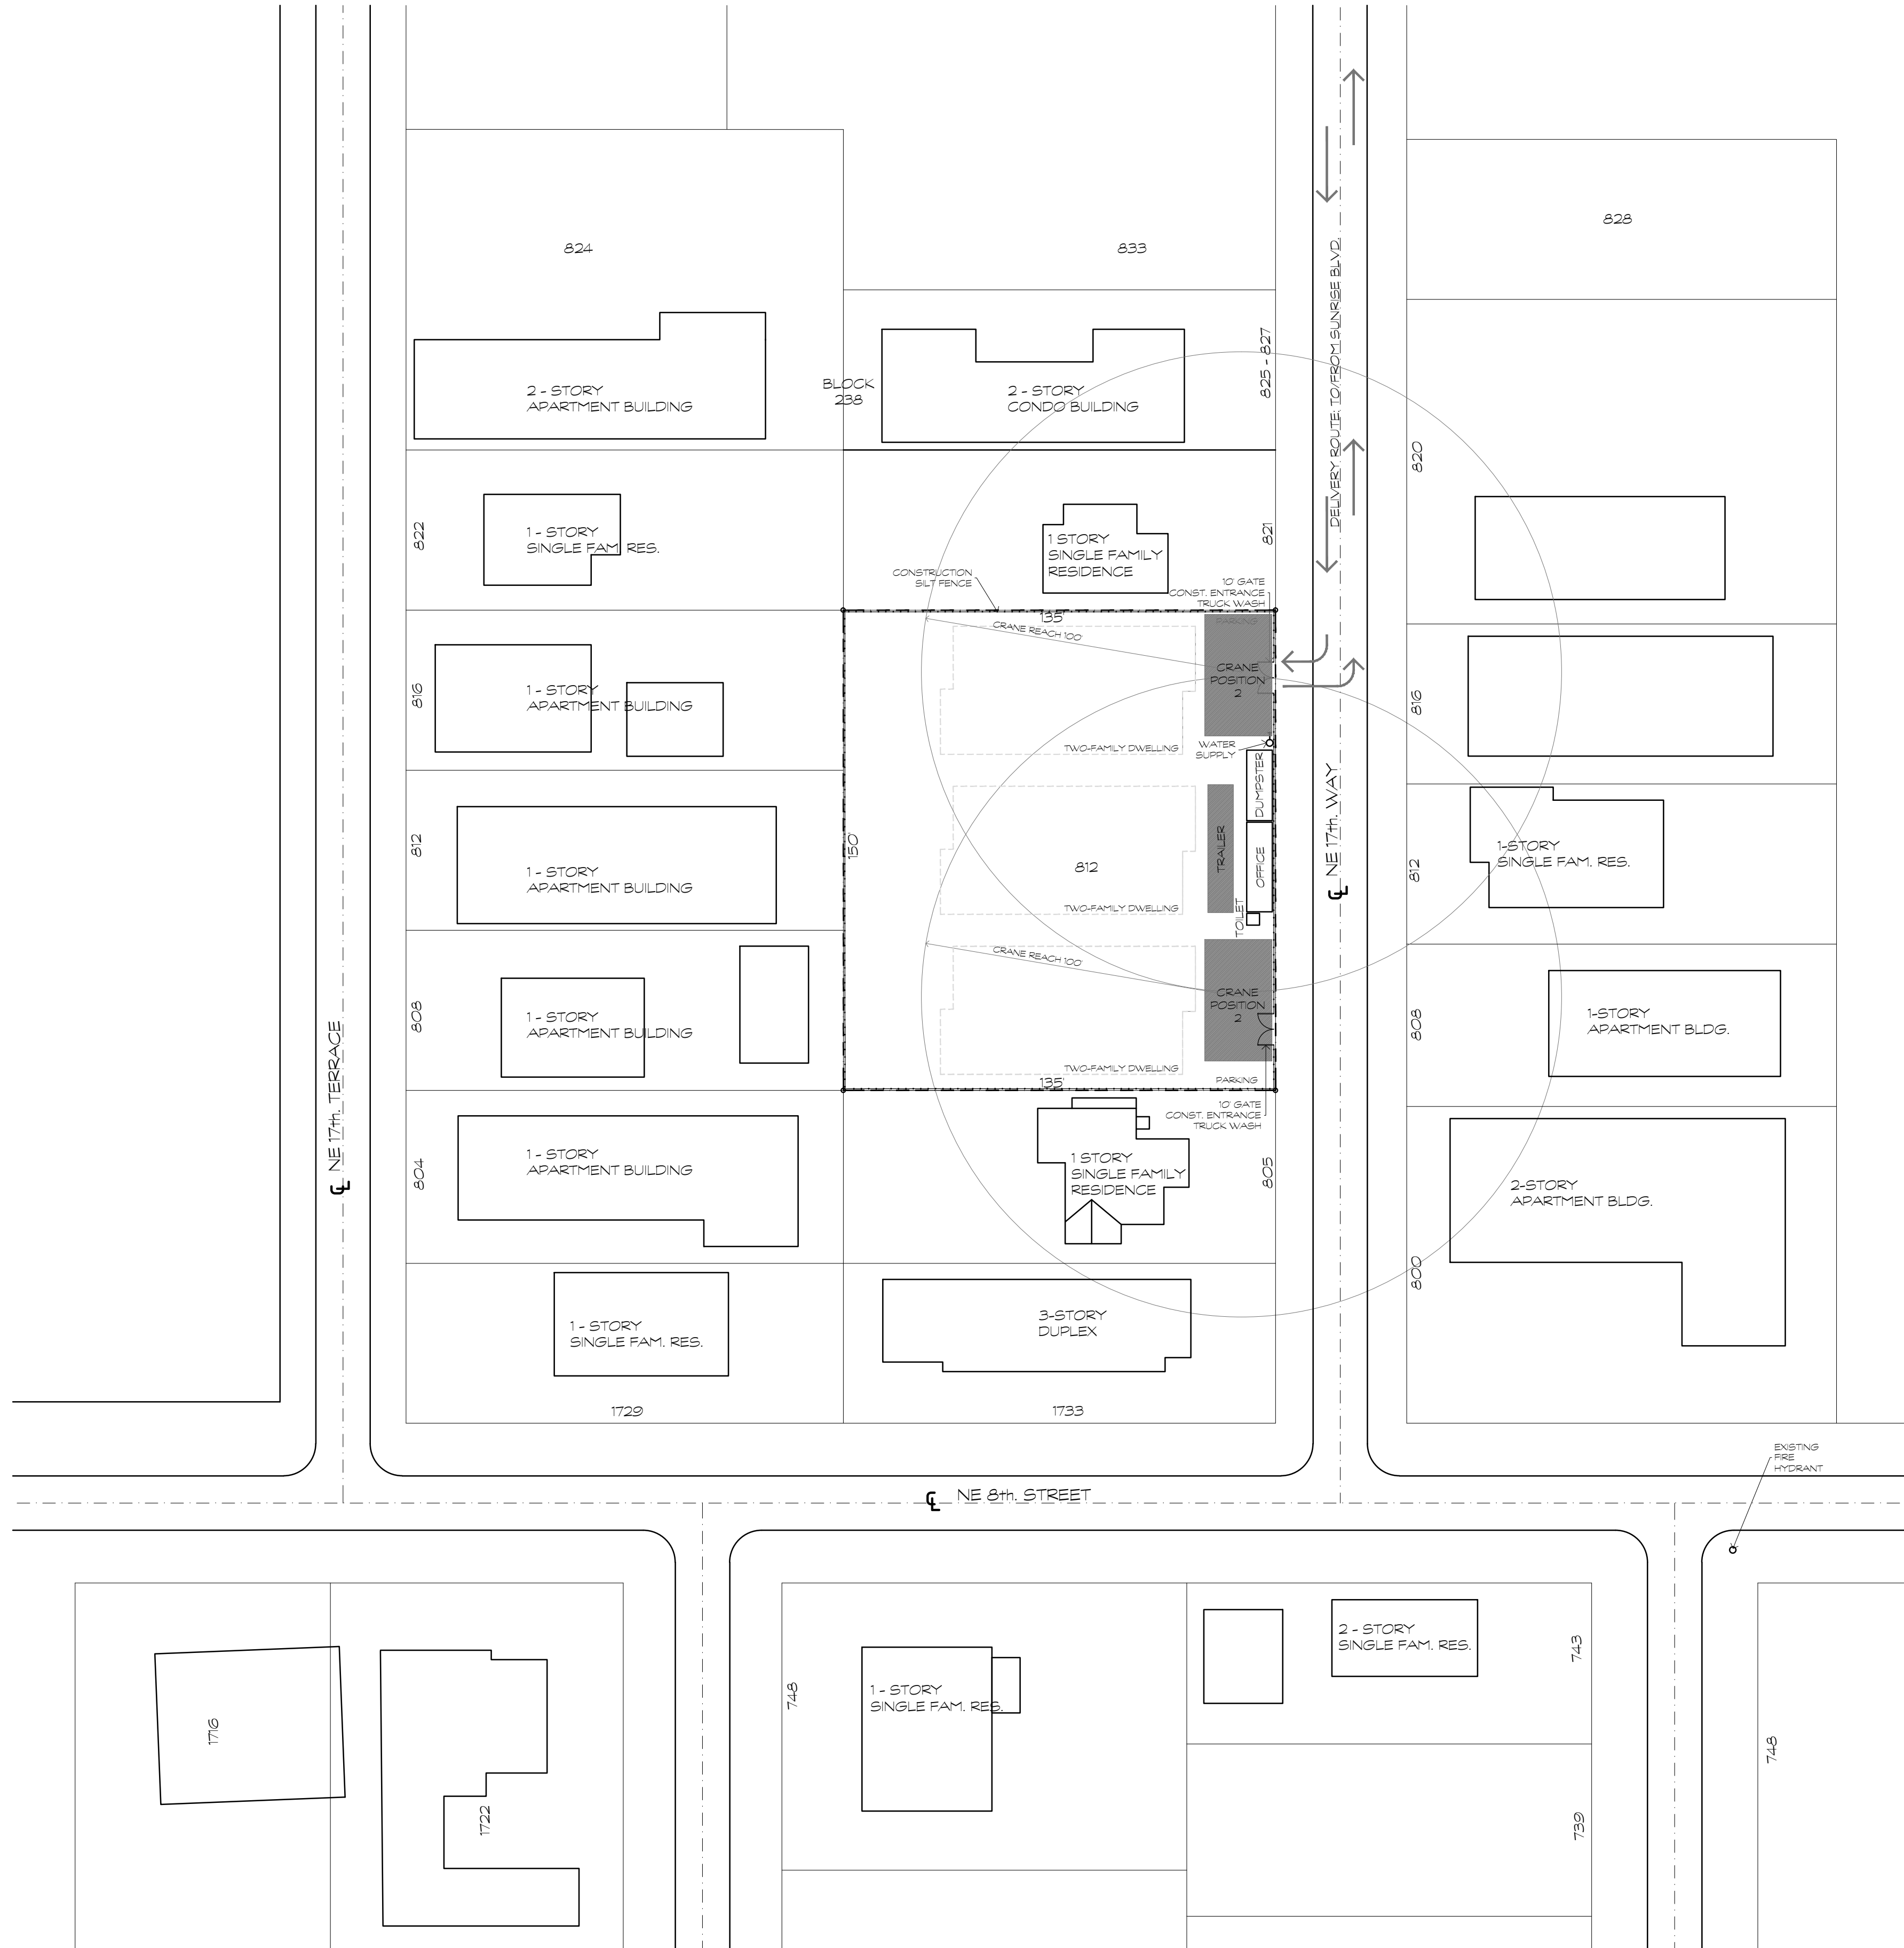 828
824
833
825 - 827
DELIVERY ROUTE: TO/FROM SUNRISE BLVD.
2 - STORY
APARTMENT BUILDING
BLOCK
238
2 - STORY
CONDO BUILDING
820
822
1 - STORY
SINGLE FAM. RES.
1 STORY
SINGLE FAMILY
RESIDENCE
821
CONSTRUCTION
SILT FENCE
10' GATE
CONST. ENTRANCE
TRUCK WASH
135'
PARKING
CRANE REACH 100'
CRANE
POSITION
2
816
1 - STORY
APARTMENT BUILDING
816
TWO-FAMILY DWELLING
WATER
SUPPLY
DUMPSTER
NE 17th. WAY
CL
812
1 - STORY
APARTMENT BUILDING
150'
812
TRAILER
OFFICE
TOILET
TWO-FAMILY DWELLING
812
1-STORY
SINGLE FAM. RES.
CRANE REACH 100'
CRANE
POSITION
2
808
1 - STORY
APARTMENT BUILDING
808
1-STORY
APARTMENT BLDG.
TWO-FAMILY DWELLING
135'
PARKING
10' GATE
CONST. ENTRANCE
TRUCK WASH
NE 17th. TERRACE
CL
804
1 - STORY
APARTMENT BUILDING
1 STORY
SINGLE FAMILY
RESIDENCE
805
2-STORY
APARTMENT BLDG.
800
1 - STORY
SINGLE FAM. RES.
3-STORY
DUPLEX
1729
1733
EXISTING
FIRE
HYDRANT
CL NE 8th. STREET
1716
1722
748
1 - STORY
SINGLE FAM. RES.
2 - STORY
SINGLE FAM. RES.
743
739
748